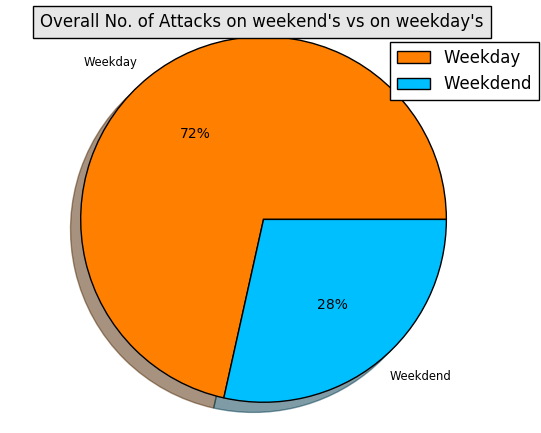 Overall No. of Attacks on weekend's vs on weekday's
Weekday
Weekdend
Weekday
72%
28%
Weekdend